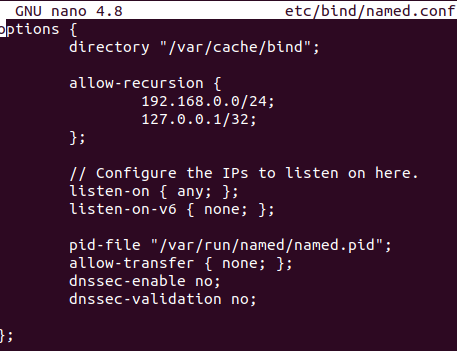 GNU nano 4.8 etc/bind/named.conf
options {
directory "/var/cache/bind";
allow-recursion {
192.168.0.0/24;
127.0.0.1/32;
};
// Configure the IPs to listen on here.
listen-on { any; };
listen-on-v6 { none; };
pid-file "/var/run/named/named.pid";
allow-transfer { none; };
dnssec-enable no;
dnssec-validation no;
};